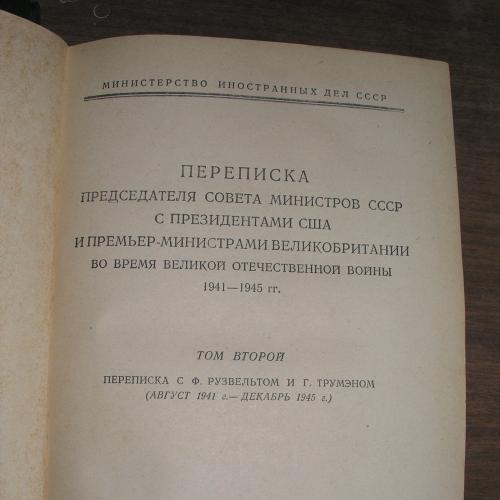 МИНИСТЕРСТВО ИНОСТРАННЫХ ДЕЛ СССР
ПЕРЕПИСКА
ПРЕДСЕДАТЕЛЯ СОВЕТА МИНИСТРОВ СССР
С ПРЕЗИДЕНТАМИ США
И ПРЕМЬЕР-МИНИСТРАМИ ВЕЛИКОБРИТАНИИ
ВО ВРЕМЯ ВЕЛИКОЙ ОТЕЧЕСТВЕННОЙ ВОЙНЫ
1941—1945 гг.
ТОМ ВТОРОЙ
ПЕРЕПИСКА С Ф. РУЗВЕЛЬТОМ И Г. ТРУМЭНОМ
(АВГУСТ 1941 г.—ДЕКАБРЬ 1945 г.)